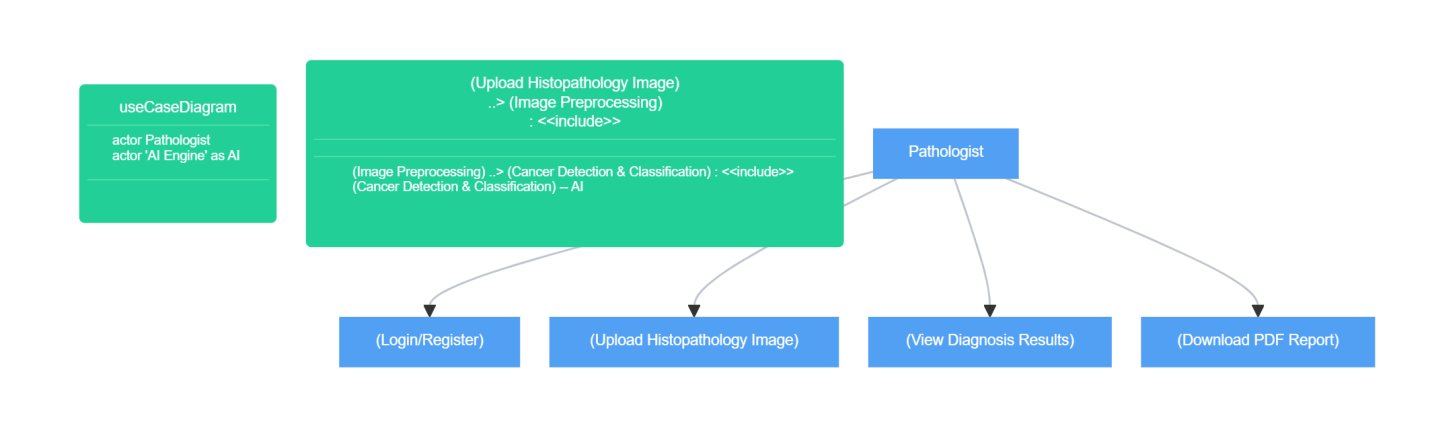 useCaseDiagram
actor Pathologist
actor 'AI Engine' as AI
(Upload Histopathology Image)
..> (Image Preprocessing)
: <<include>>
(Image Preprocessing) ..> (Cancer Detection & Classification) : <<include>>
(Cancer Detection & Classification) -- AI
Pathologist
(Login/Register)
(Upload Histopathology Image)
(View Diagnosis Results)
(Download PDF Report)